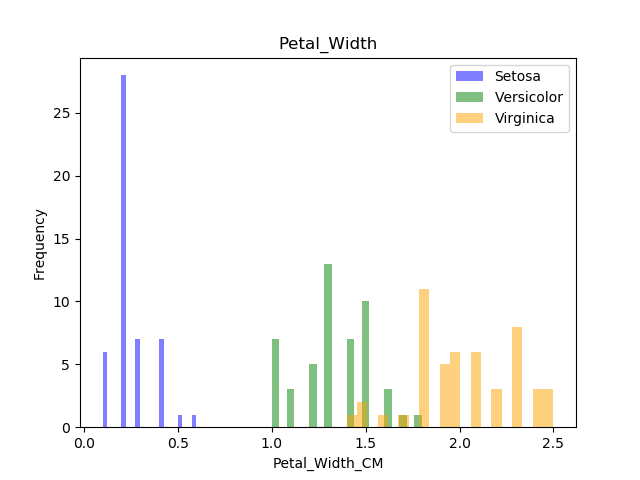 Petal_Width
Setosa
Versicolor
Virginica
Frequency
25
20
15
10
5
0
0.0 0.5 1.0 1.5 2.0 2.5
Petal_Width_CM